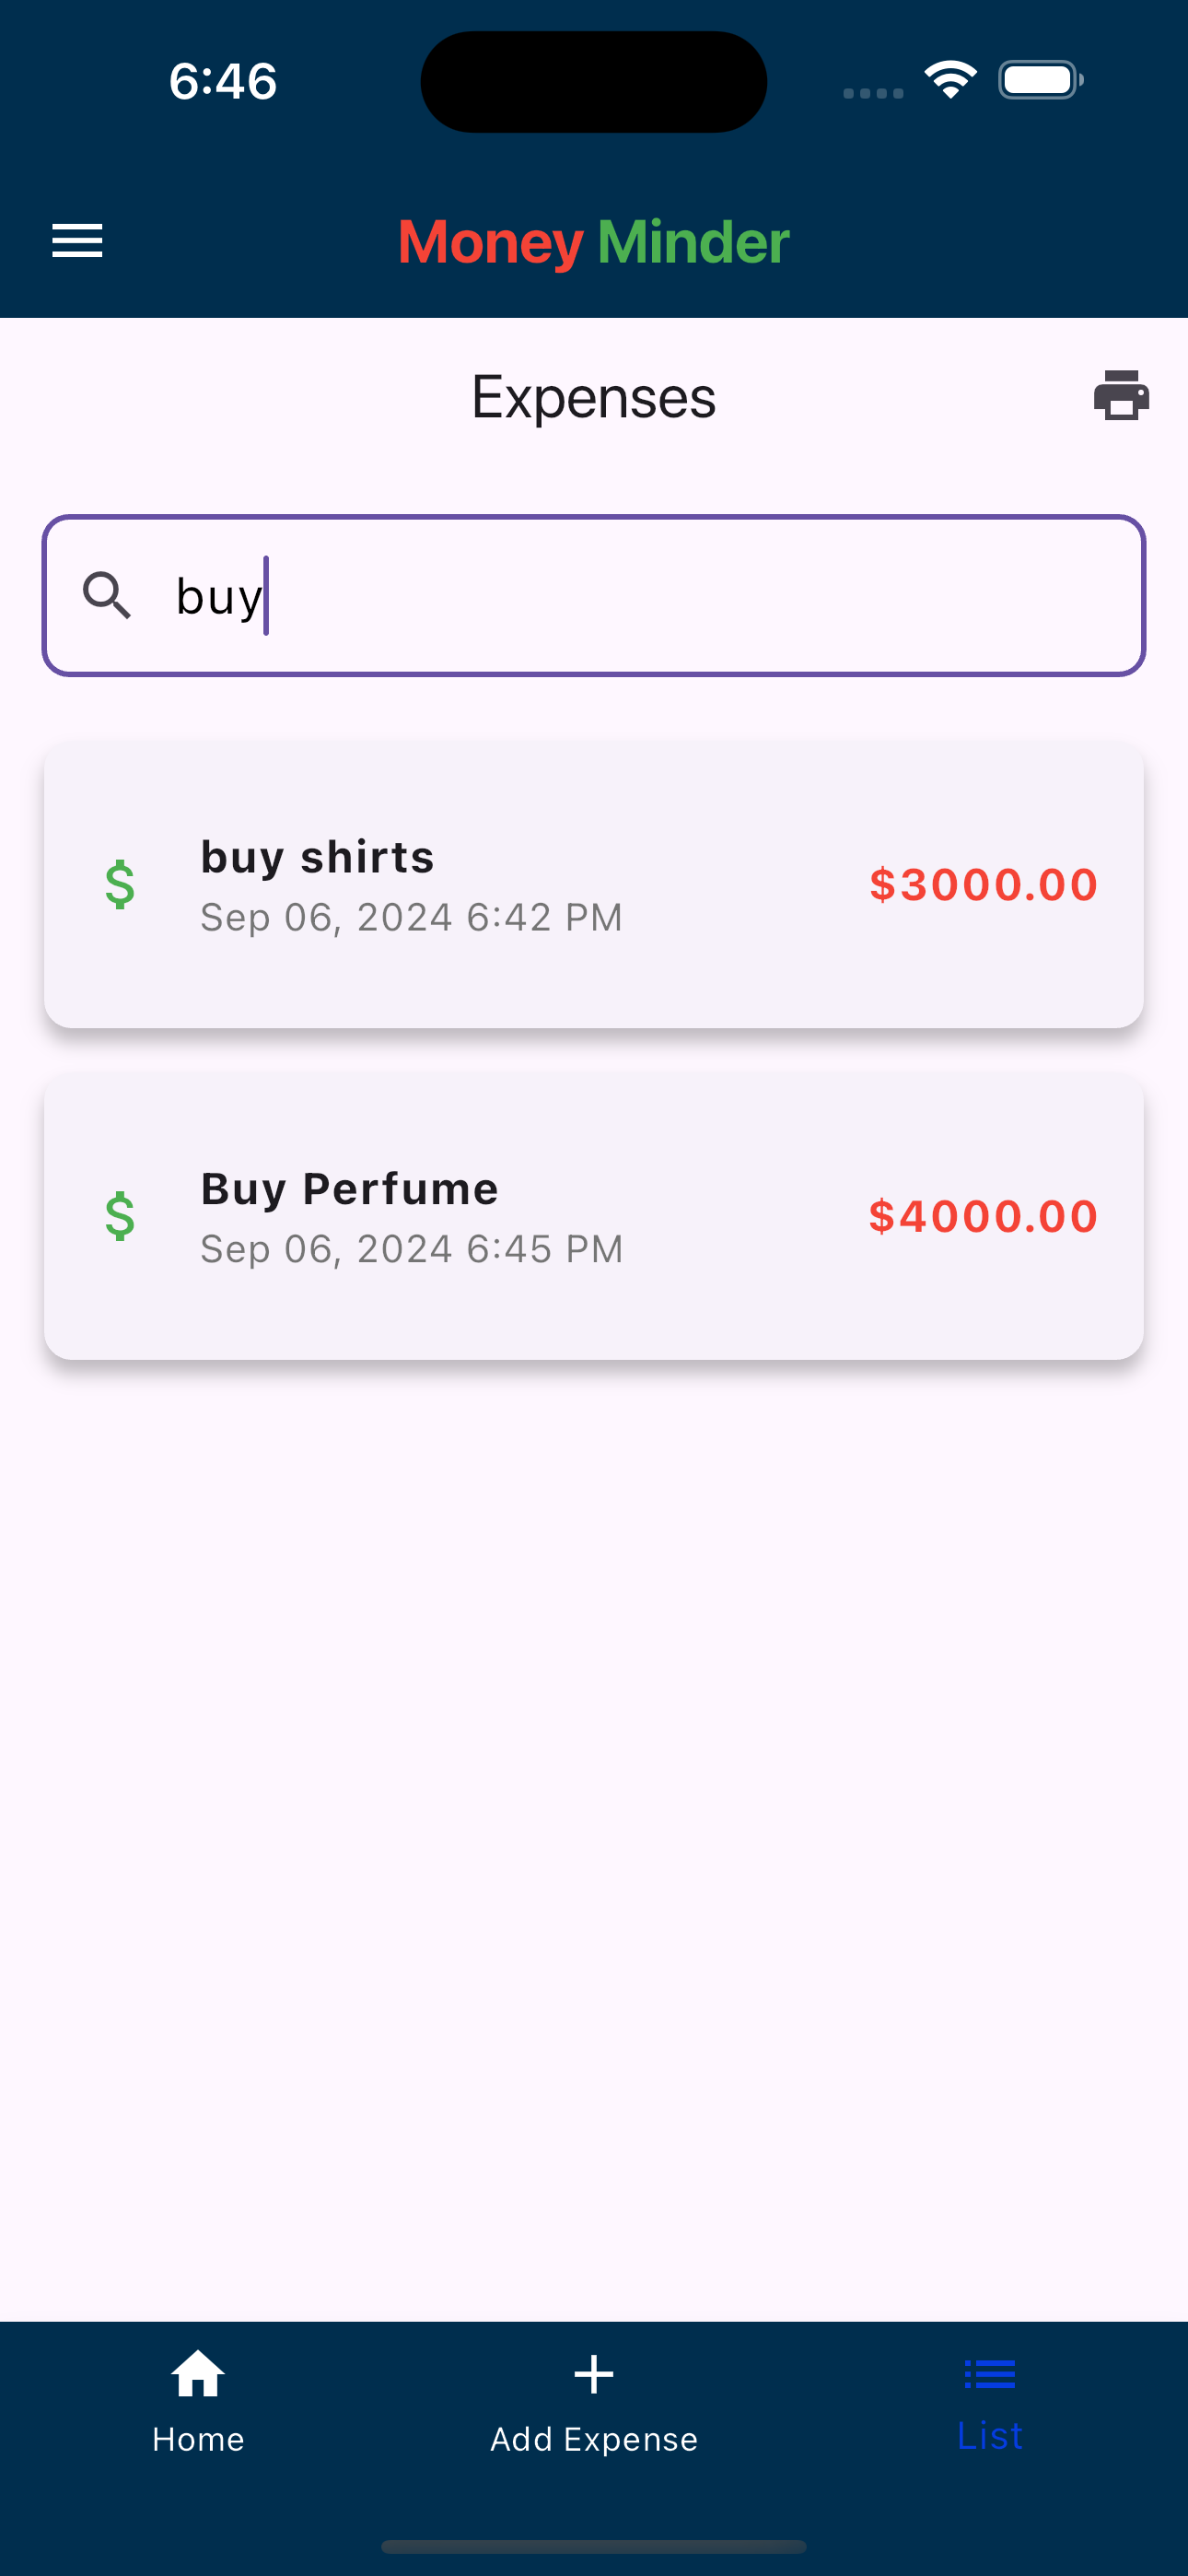 6:46
Money Minder
Expenses
buy
buy shirts
Sep 06, 2024 6:42 PM
$3000.00
Buy Perfume
Sep 06, 2024 6:45 PM
$4000.00
Home
Add Expense
List